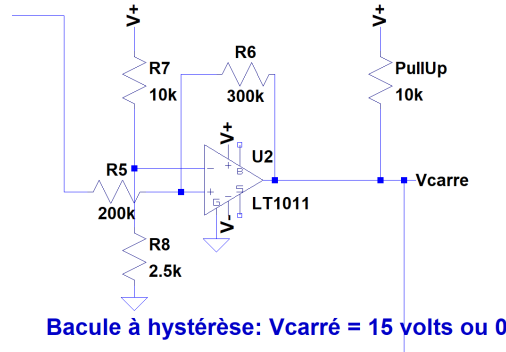 V+
V+
R7
10k
R6
300k
PullUp
10k
V+
U2
B
R5
200k
LT1011
G
V-
Vcarre
R8
2.5k
Bacule à hystérèse: Vcarré = 15 volts ou 0